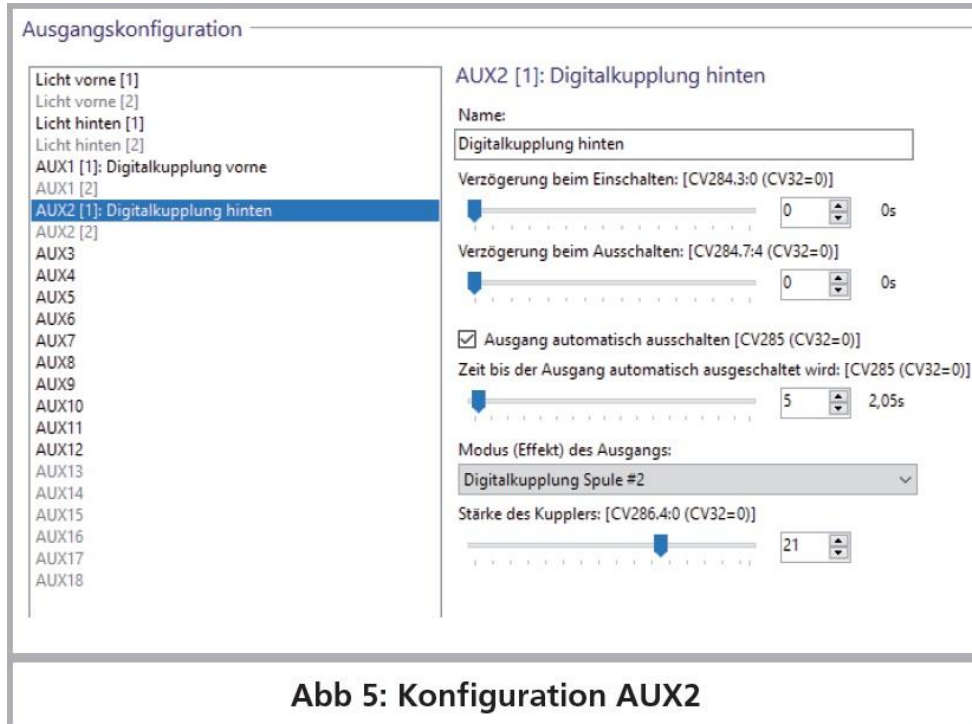 Ausgangskonfiguration
Licht vorne [1]
Licht vorne [2]
Licht hinten [1]
Licht hinten [2]
AUX1 [1]: Digitalkupplung vorne
AUX1 [2]
AUX2 [1]: Digitalkupplung hinten
AUX2 [2]
AUX3
AUX4
AUX5
AUX6
AUX7
AUX8
AUX9
AUX10
AUX11
AUX12
AUX13
AUX14
AUX15
AUX16
AUX17
AUX18
AUX2 [1]: Digitalkupplung hinten
Name:
Digitalkupplung hinten
Verzögerung beim Einschalten: [CV284.3:0 (CV32=0)]
0 0s
Verzögerung beim Ausschalten: [CV284.7:4 (CV32=0)]
0 0s
Ausgang automatisch ausschalten [CV285 (CV32=0)]
Zeit bis der Ausgang automatisch ausgeschaltet wird: [CV285 (CV32=0)]
5 2,05s
Modus (Effekt) des Ausgangs:
Digitalkupplung Spule #2
Stärke des Kupplers: [CV286.4:0 (CV32=0)]
21
Abb 5: Konfiguration AUX2